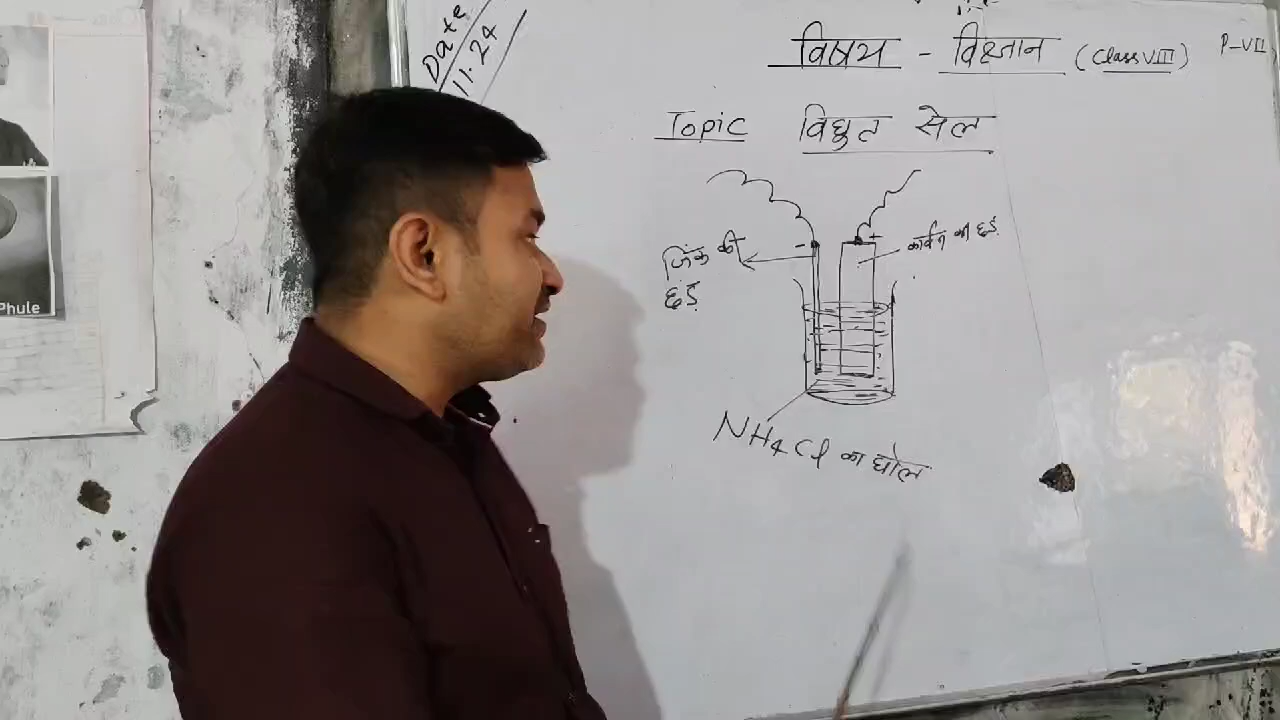 Date
11.24
विषय - विज्ञान (Class VIII) P-VII
Topic विधुत सेल
जिंक की
छड़
-
+
कार्बन की छड़
NH4Cl का घोल
Phule